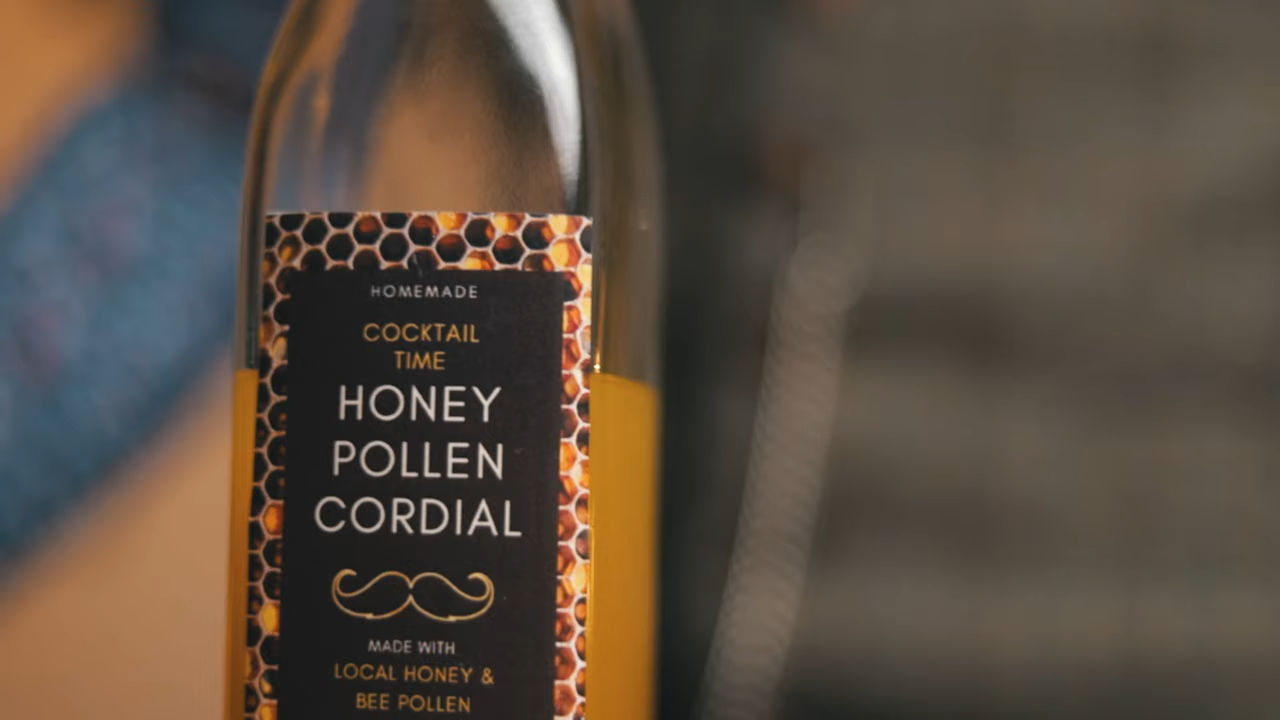 HOMEMADE
COCKTAIL
TIME
HONEY
POLLEN
CORDIAL
MADE WITH
LOCAL HONEY &
BEE POLLEN